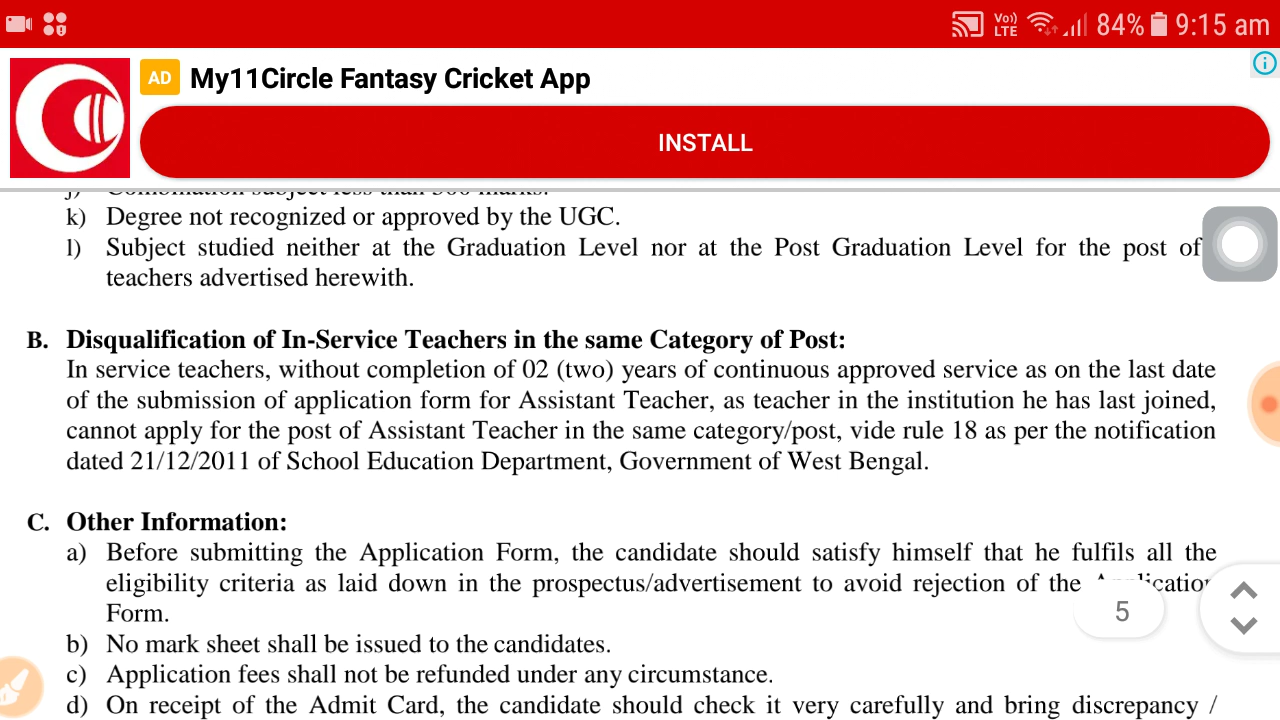 Vo)) LTE 84% 9:15 am
AD My11Circle Fantasy Cricket App
INSTALL
k) Degree not recognized or approved by the UGC.
l) Subject studied neither at the Graduation Level nor at the Post Graduation Level for the post of
teachers advertised herewith.
B. Disqualification of In-Service Teachers in the same Category of Post:
In service teachers, without completion of 02 (two) years of continuous approved service as on the last date
of the submission of application form for Assistant Teacher, as teacher in the institution he has last joined,
cannot apply for the post of Assistant Teacher in the same category/post, vide rule 18 as per the notification
dated 21/12/2011 of School Education Department, Government of West Bengal.
C. Other Information:
a) Before submitting the Application Form, the candidate should satisfy himself that he fulfils all the
eligibility criteria as laid down in the prospectus/advertisement to avoid rejection of the
Form.
5
b) No mark sheet shall be issued to the candidates.
c) Application fees shall not be refunded under any circumstance.
d) On receipt of the Admit Card, the candidate should check it very carefully and bring discrepancy /